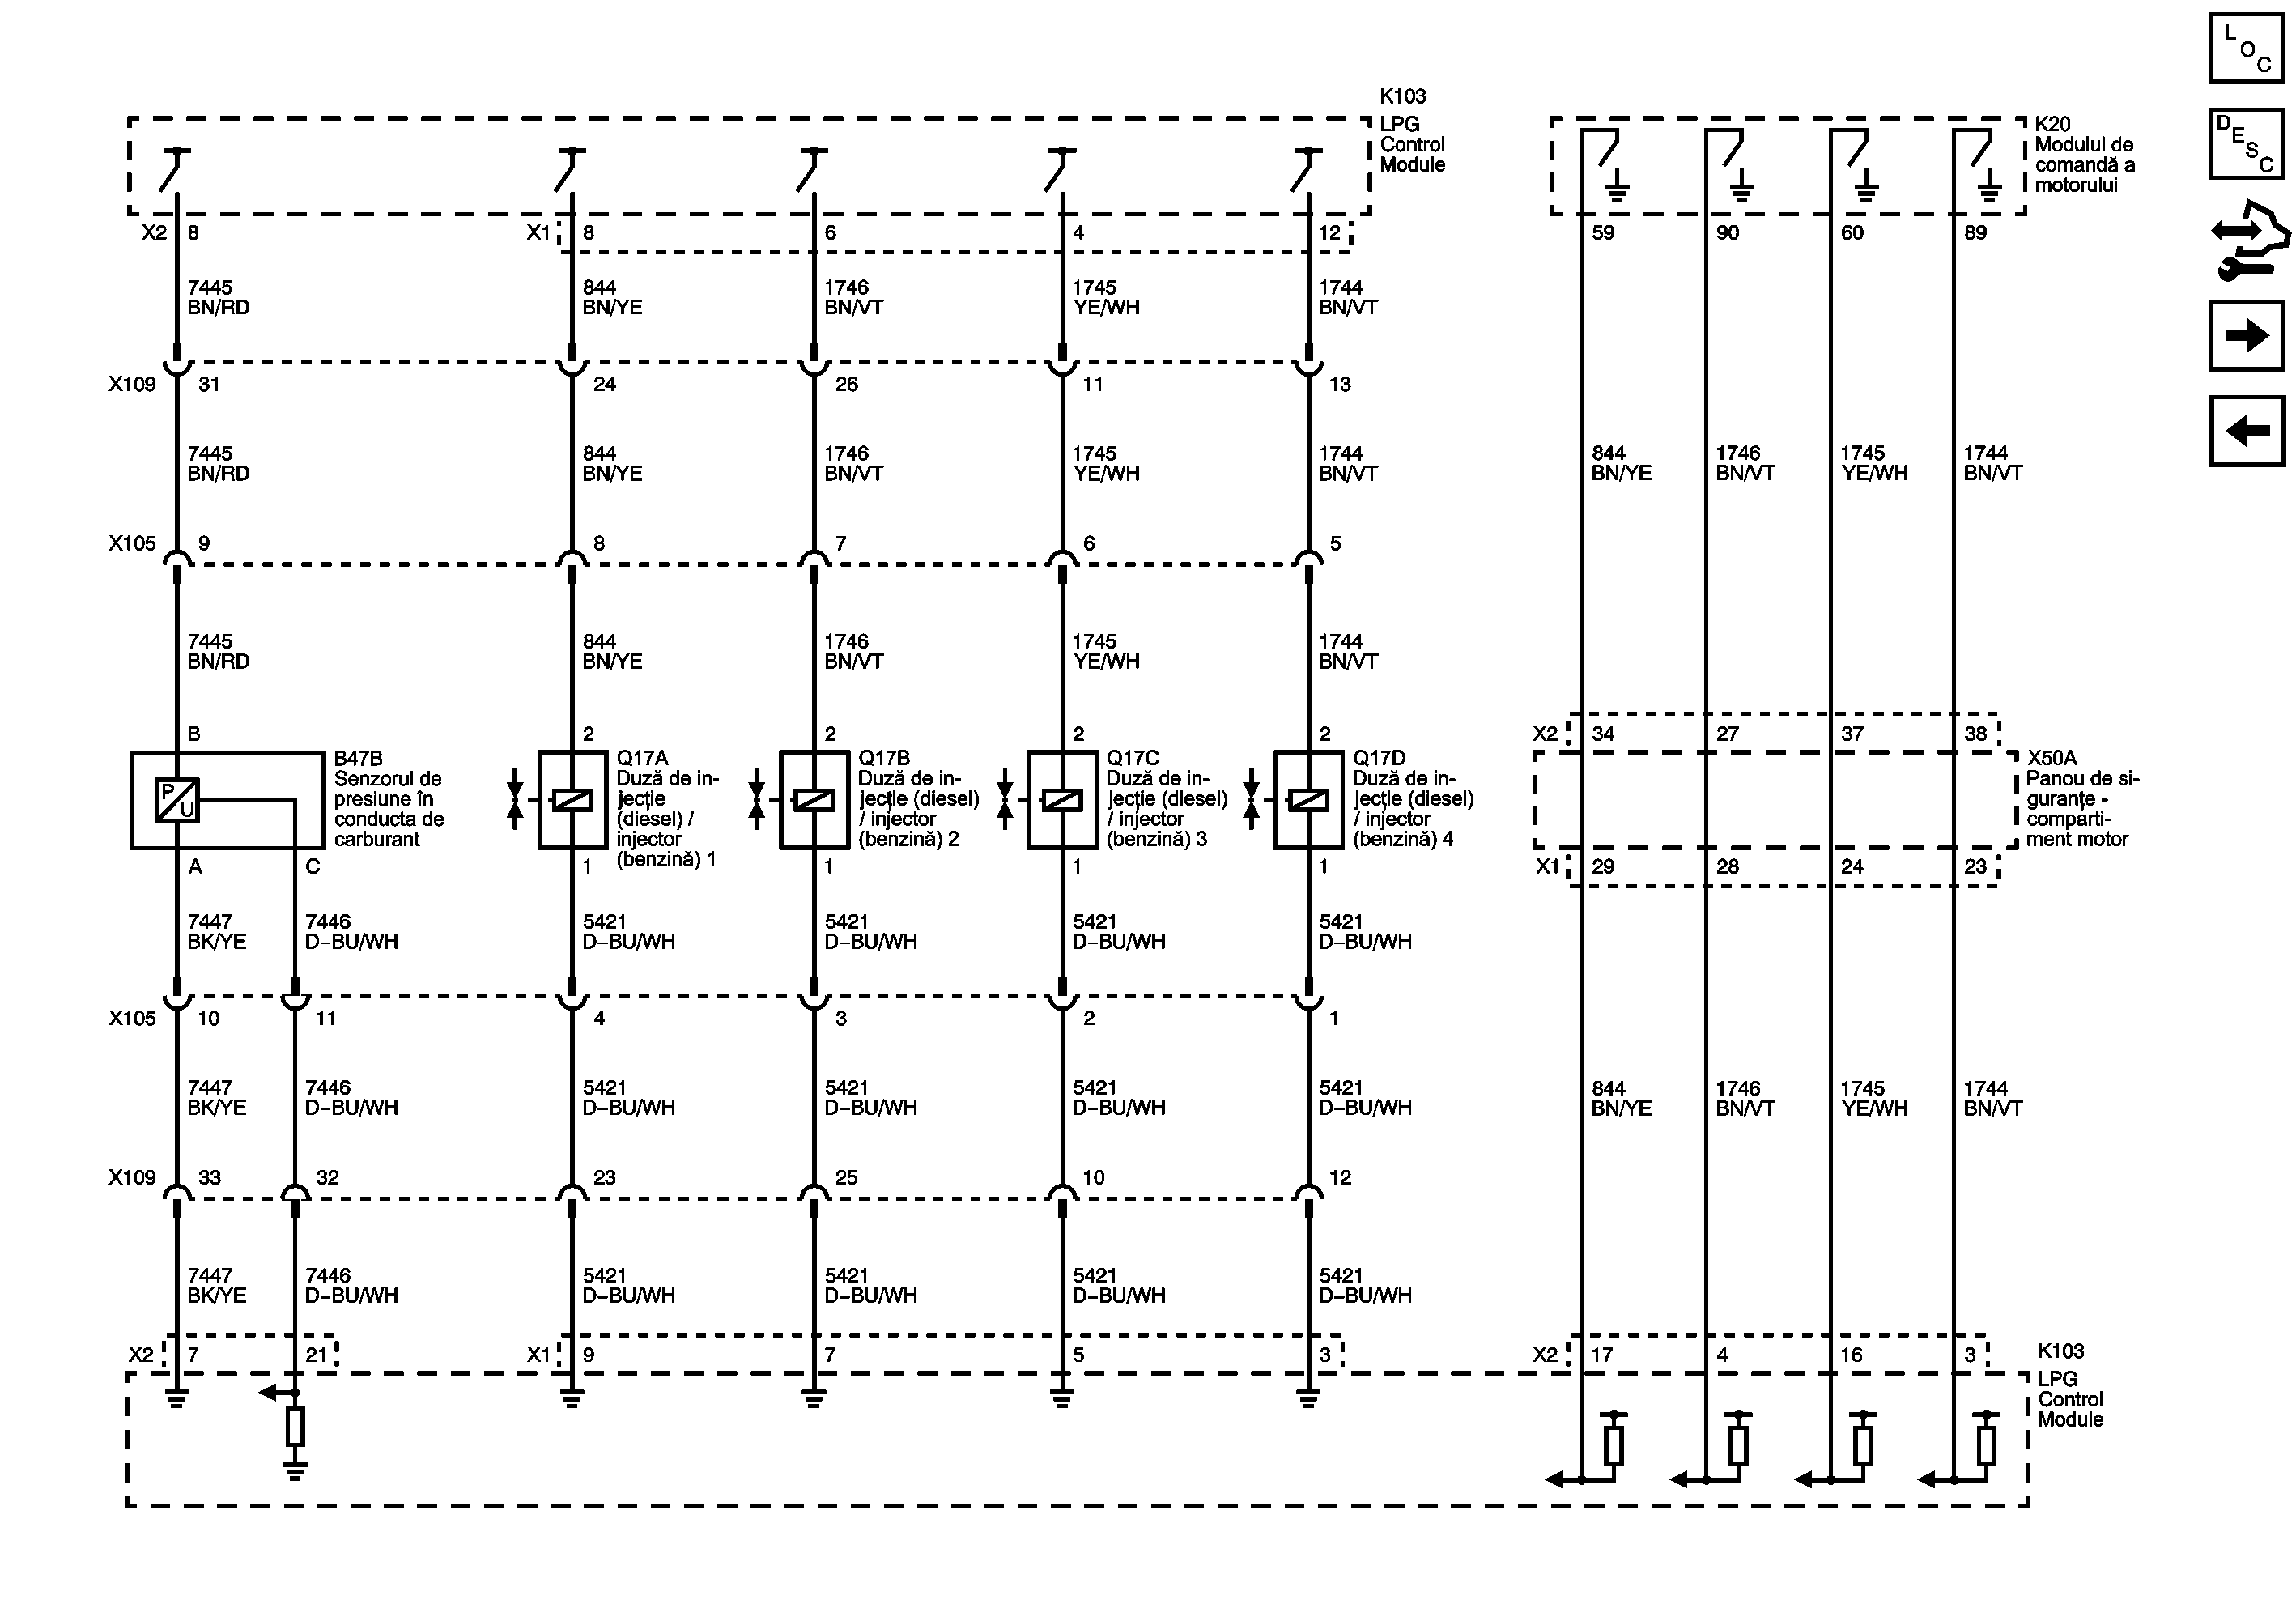 L
O
C
D
E
S
C
K103
LPG
Control
Module
K20
Modulul de
comandă a
motorului
X2 8 X1 8 6 4 12 59 90 60 89
7445 844 1746 1745 1744
BN/RD BN/YE BN/VT YE/WH BN/VT
X109 31 24 26 11 13
7445 844 1746 1745 1744 844 1746 1745 1744
BN/RD BN/YE BN/VT YE/WH BN/VT BN/YE BN/VT YE/WH BN/VT
X105 9 8 7 6 5
7445 844 1746 1745 1744
BN/RD BN/YE BN/VT YE/WH BN/VT
B 2 2 2 2 X2 34 27 37 38
P
U
B47B
Senzorul de
presiune în
conducta de
carburant
Q17A
Duză de in-
jecție
(diesel) /
injector
(benzină) 1
Q17B
Duză de in-
jecție (diesel)
/ injector
(benzină) 2
Q17C
Duză de in-
jecție (diesel)
/ injector
(benzină) 3
Q17D
Duză de in-
jecție (diesel)
/ injector
(benzină) 4
X50A
Panou de si-
guranțe -
comparti-
ment motor
A C 1 1 1 1 X1 29 28 24 23
7447 7446 5421 5421 5421 5421
BK/YE D-BU/WH D-BU/WH D-BU/WH D-BU/WH D-BU/WH
X105 10 11 4 3 2 1
7447 7446 5421 5421 5421 5421 844 1746 1745 1744
BK/YE D-BU/WH D-BU/WH D-BU/WH D-BU/WH D-BU/WH BN/YE BN/VT YE/WH BN/VT
X109 33 32 23 25 10 12
7447 7446 5421 5421 5421 5421
BK/YE D-BU/WH D-BU/WH D-BU/WH D-BU/WH D-BU/WH
X2 7 21 X1 9 7 5 3 X2 17 4 16 3
K103
LPG
Control
Module